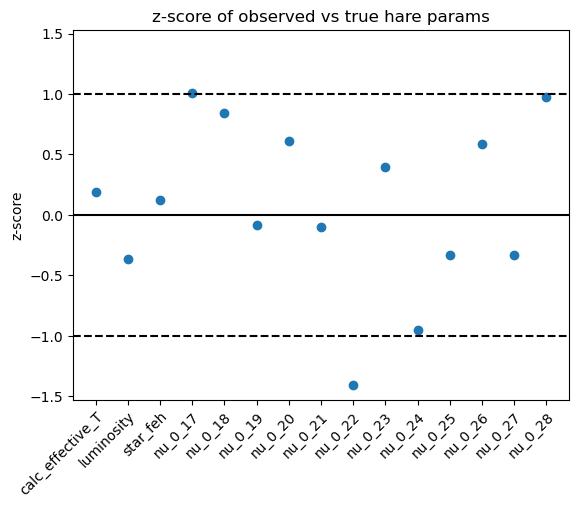 z-score of observed vs true hare params
1.5
1.0
0.5
0.0
−0.5
−1.0
−1.5
z-score
calc_effective_T
luminosity
star_feh
nu_0_17
nu_0_18
nu_0_19
nu_0_20
nu_0_21
nu_0_22
nu_0_23
nu_0_24
nu_0_25
nu_0_26
nu_0_27
nu_0_28